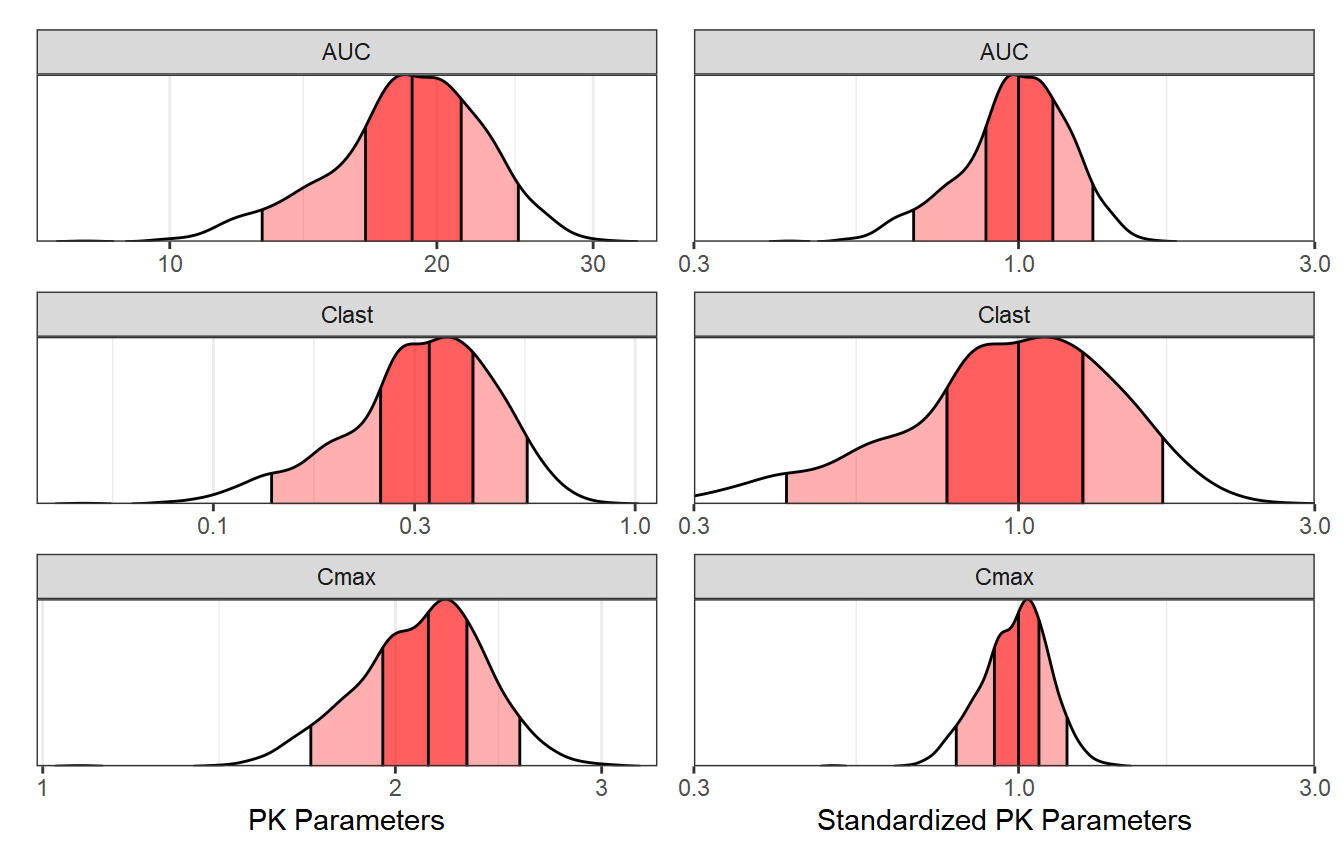 AUC AUC
10 20 30 0.3 1.0 3.0
Clast Clast
0.1 0.3 1.0 0.3 1.0 3.0
Cmax Cmax
1 2 3 0.3 1.0 3.0
PK Parameters Standardized PK Parameters